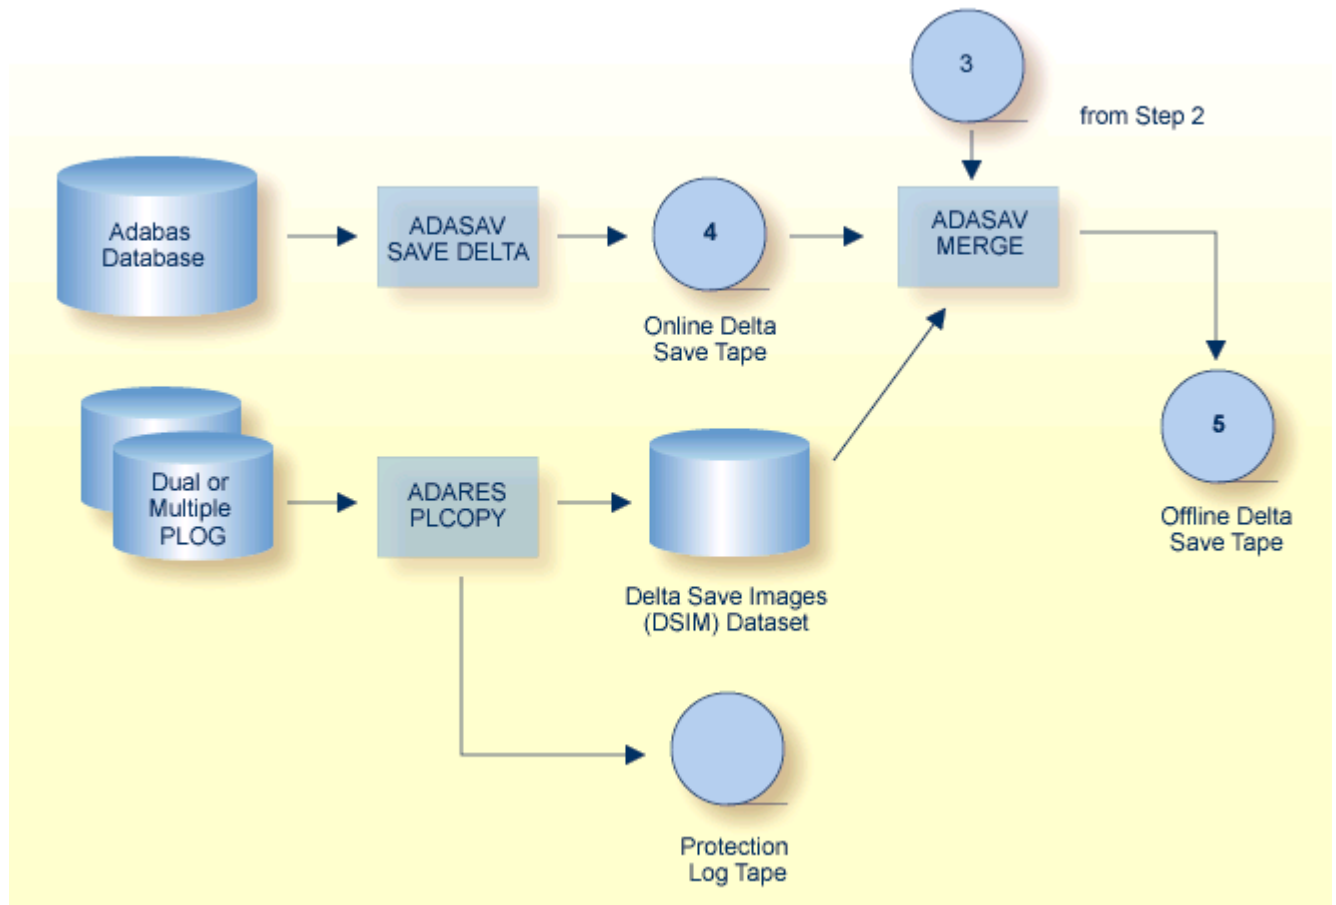 3
from Step 2
Adabas
Database
ADASAV
SAVE DELTA
4
ADASAV
MERGE
Online Delta
Save Tape
5
Offline Delta
Save Tape
Dual or
Multiple
PLOG
ADARES
PLCOPY
Delta Save Images
(DSIM) Dataset
Protection
Log Tape